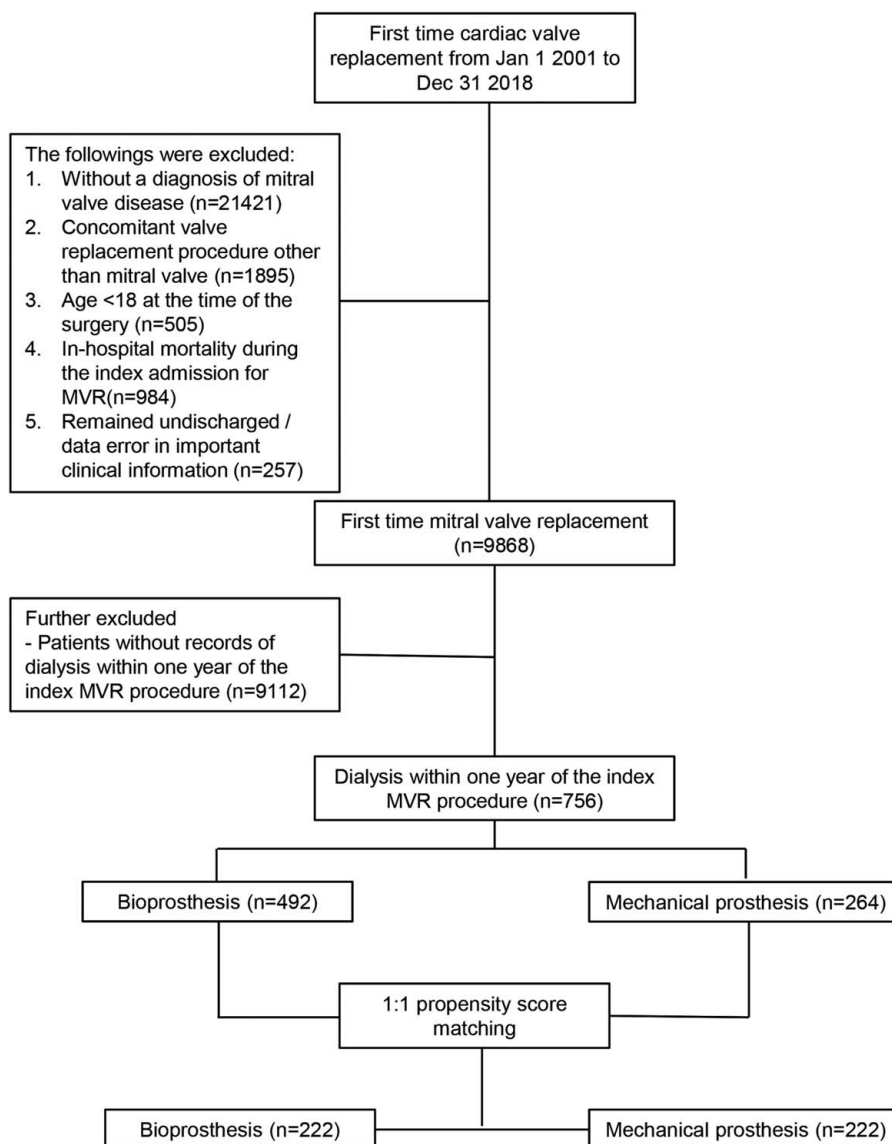 First time cardiac valve
replacement from Jan 1 2001 to
Dec 31 2018
The followings were excluded:
1. Without a diagnosis of mitral
valve disease (n=21421)
2. Concomitant valve
replacement procedure other
than mitral valve (n=1895)
3. Age <18 at the time of the
surgery (n=505)
4. In-hospital mortality during
the index admission for
MVR(n=984)
5. Remained undischarged /
data error in important
clinical information (n=257)
First time mitral valve replacement
(n=9868)
Further excluded
- Patients without records of
dialysis within one year of the
index MVR procedure (n=9112)
Dialysis within one year of the index
MVR procedure (n=756)
Bioprosthesis (n=492)
Mechanical prosthesis (n=264)
1:1 propensity score
matching
Bioprosthesis (n=222)
Mechanical prosthesis (n=222)